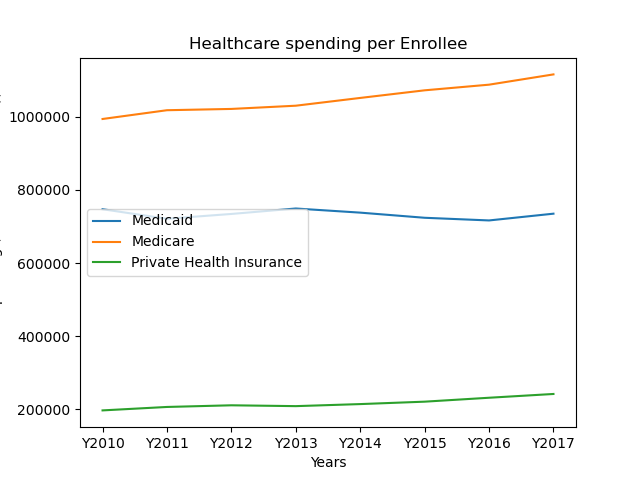 Healthcare spending per Enrollee
1000000
800000
600000
400000
200000
Medicaid
Medicare
Private Health Insurance
Y2010 Y2011 Y2012 Y2013 Y2014 Y2015 Y2016 Y2017
Years